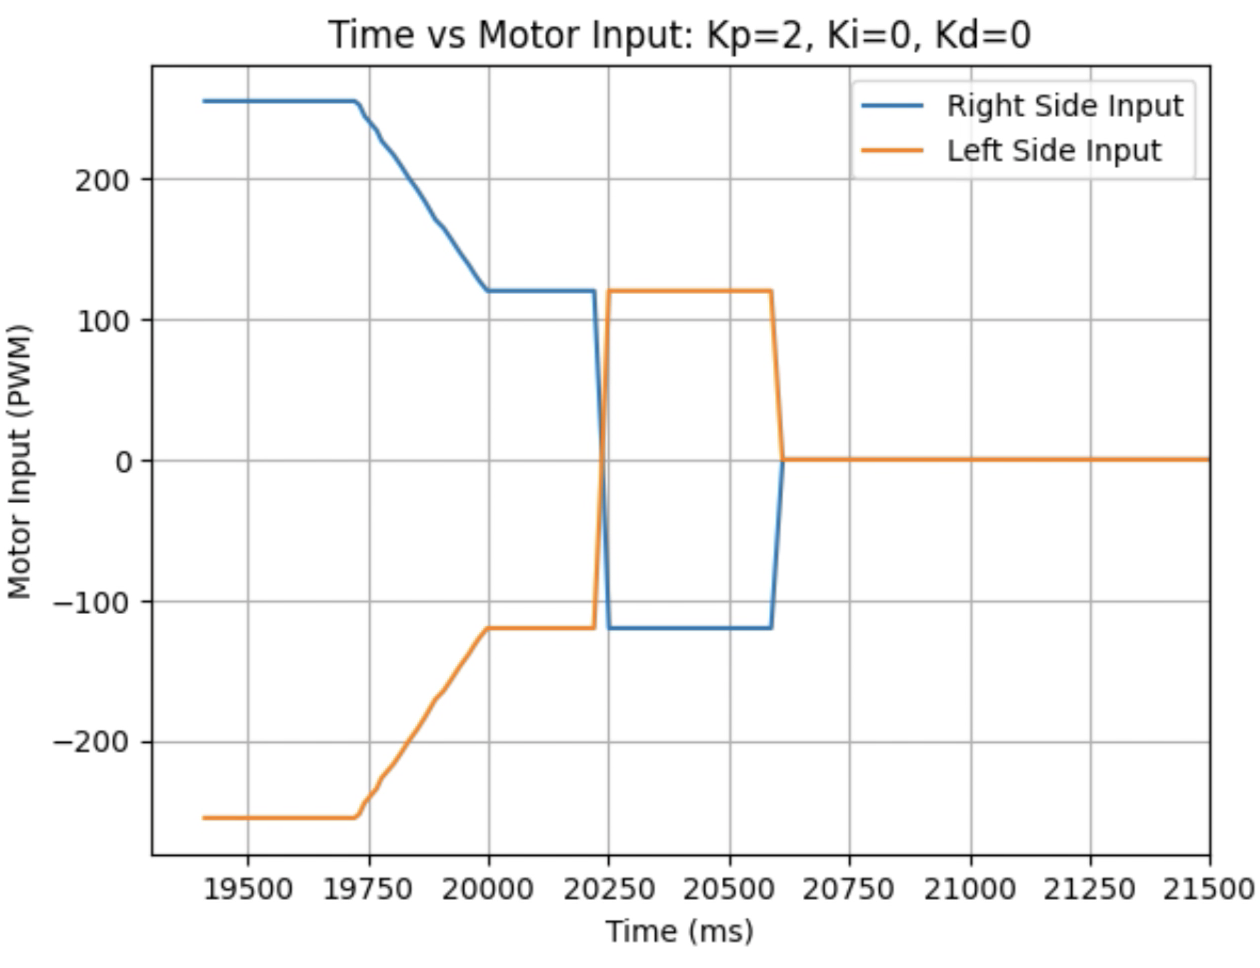 Time vs Motor Input: Kp=2, Ki=0, Kd=0
Right Side Input
Left Side Input
Motor Input (PWM)
200
100
0
−100
−200
19500 19750 20000 20250 20500 20750 21000 21250 21500
Time (ms)